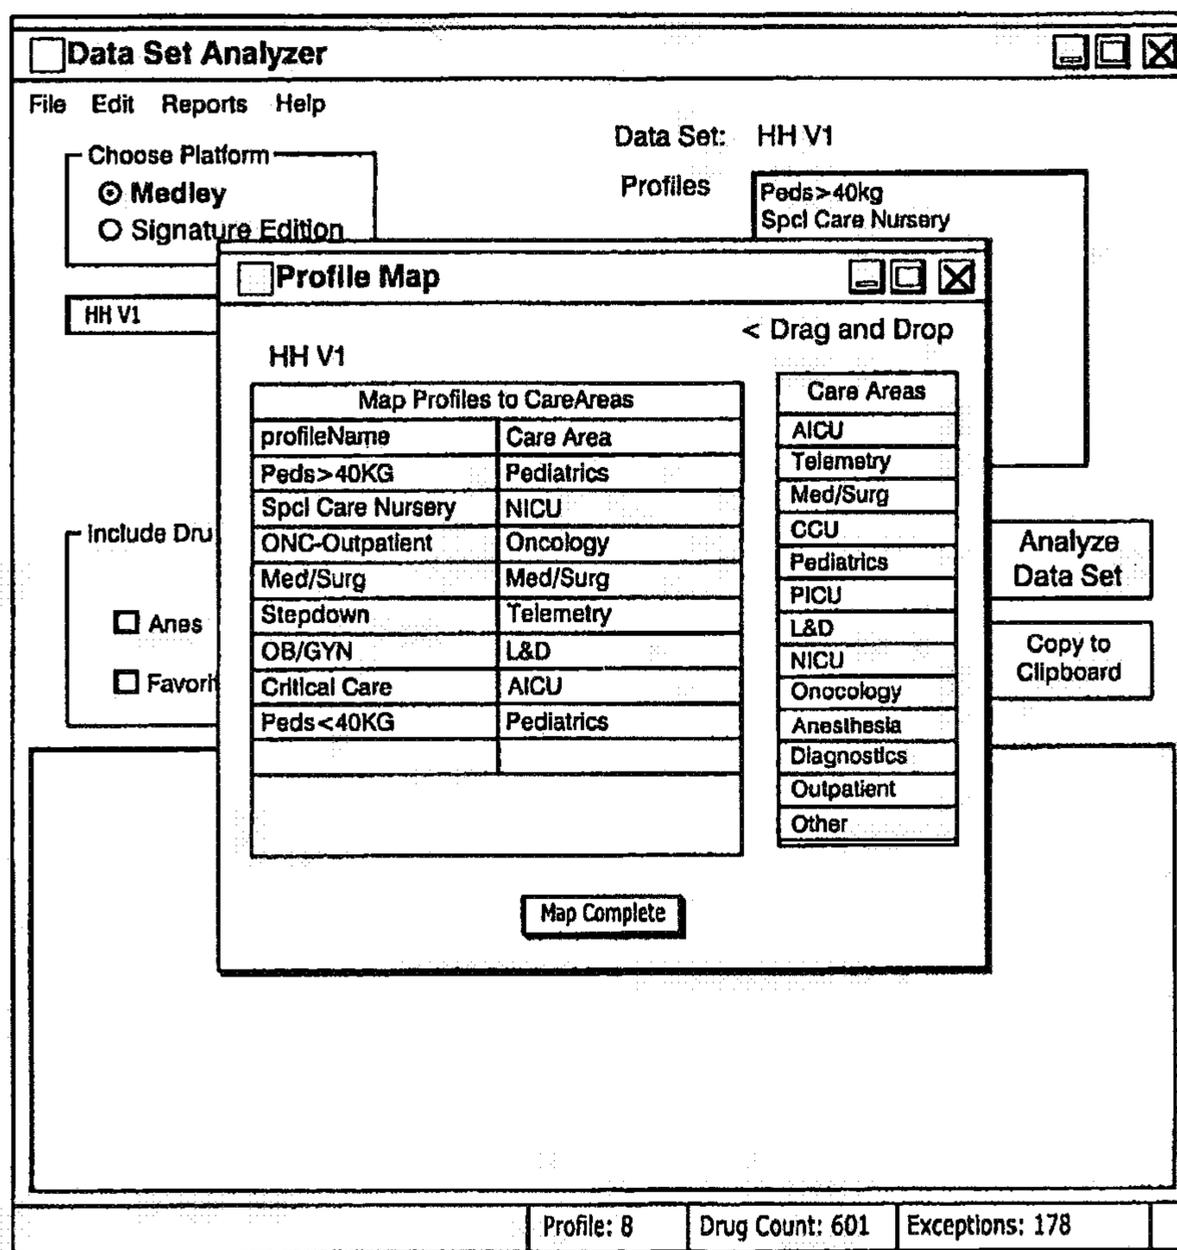 Data Set Analyzer
File Edit Reports Help
Choose Platform
Medley
Signature Edition
Data Set: HH V1
Profiles
Peds>40kg
Spcl Care Nursery
HH V1
Include Dru
Anes
Favorit
Profile Map
< Drag and Drop
HH V1
Map Profiles to CareAreas
profileName Care Area
Peds>40KG Pediatrics
Spcl Care Nursery NICU
ONC-Outpatient Oncology
Med/Surg Med/Surg
Stepdown Telemetry
OB/GYN L&D
Critical Care AICU
Peds<40KG Pediatrics
Care Areas
AICU
Telemetry
Med/Surg
CCU
Pediatrics
PICU
L&D
NICU
Onocology
Anesthesia
Diagnostics
Outpatient
Other
Map Complete
Analyze
Data Set
Copy to
Clipboard
Profile: 8 Drug Count: 601 Exceptions: 178